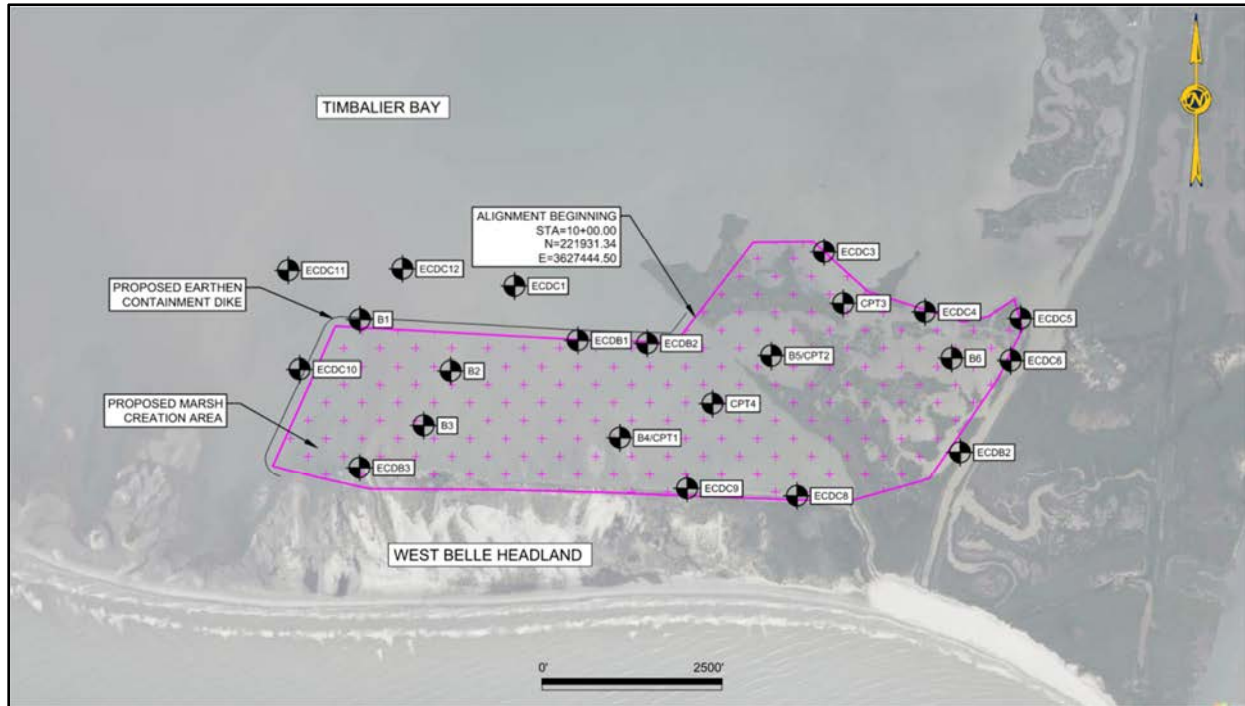 TIMBALIER BAY
N
ALIGNMENT BEGINNING
STA=10+00.00
N=221931.34
E=3627444.50
ECDC3
ECDC11
ECDC12
ECDC1
PROPOSED EARTHEN
CONTAINMENT DIKE
CPT3
ECDC4
ECDC5
B1
ECDB1
ECDB2
B5/CPT2
B6
ECDC6
ECDC10
B2
PROPOSED MARSH
CREATION AREA
CPT4
B3
B4/CPT1
ECDB2
ECDB3
ECDC9
ECDC8
WEST BELLE HEADLAND
0'
2500'